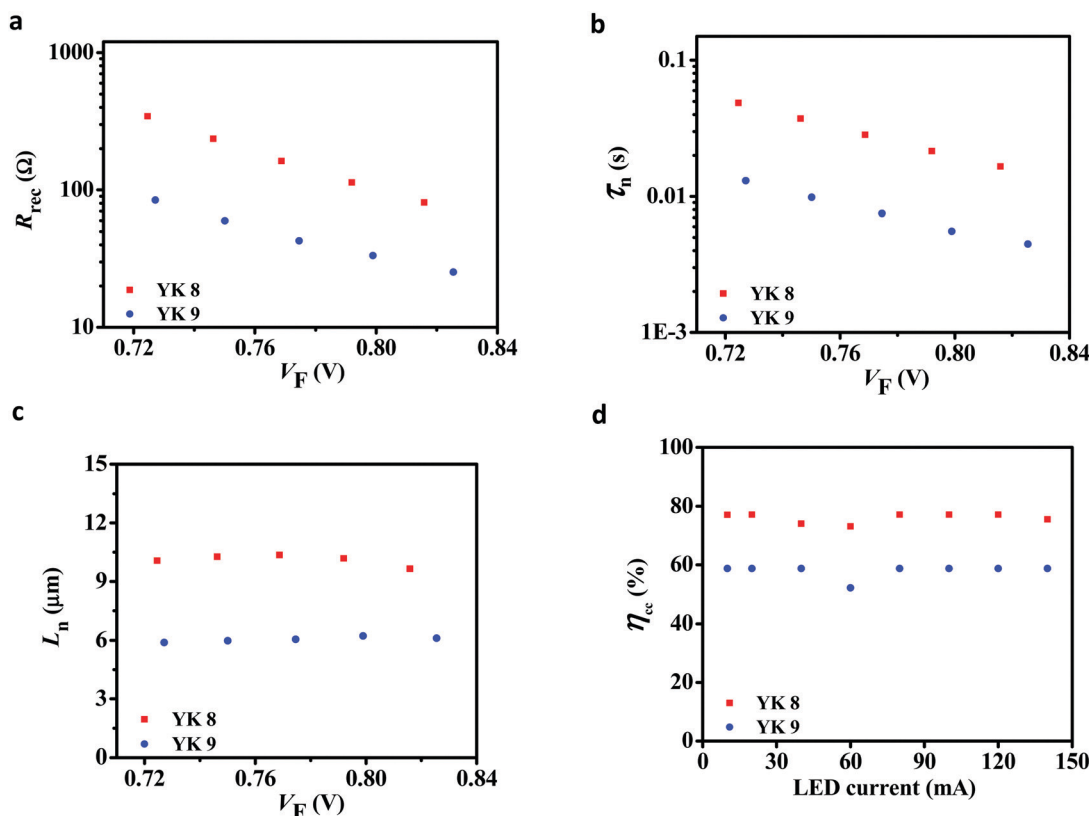 a
1000
100
10
R_rec (Ω)
YK 8
YK 9
0.72 0.76 0.80 0.84
V_F (V)
b
0.1
0.01
1E-3
τ_n (s)
YK 8
YK 9
0.72 0.76 0.80 0.84
V_F (V)
c
15
12
9
6
3
0
L_n (μm)
YK 8
YK 9
0.72 0.76 0.80 0.84
V_F (V)
d
100
80
60
40
20
0
η_cc (%)
YK 8
YK 9
0 30 60 90 120 150
LED current (mA)